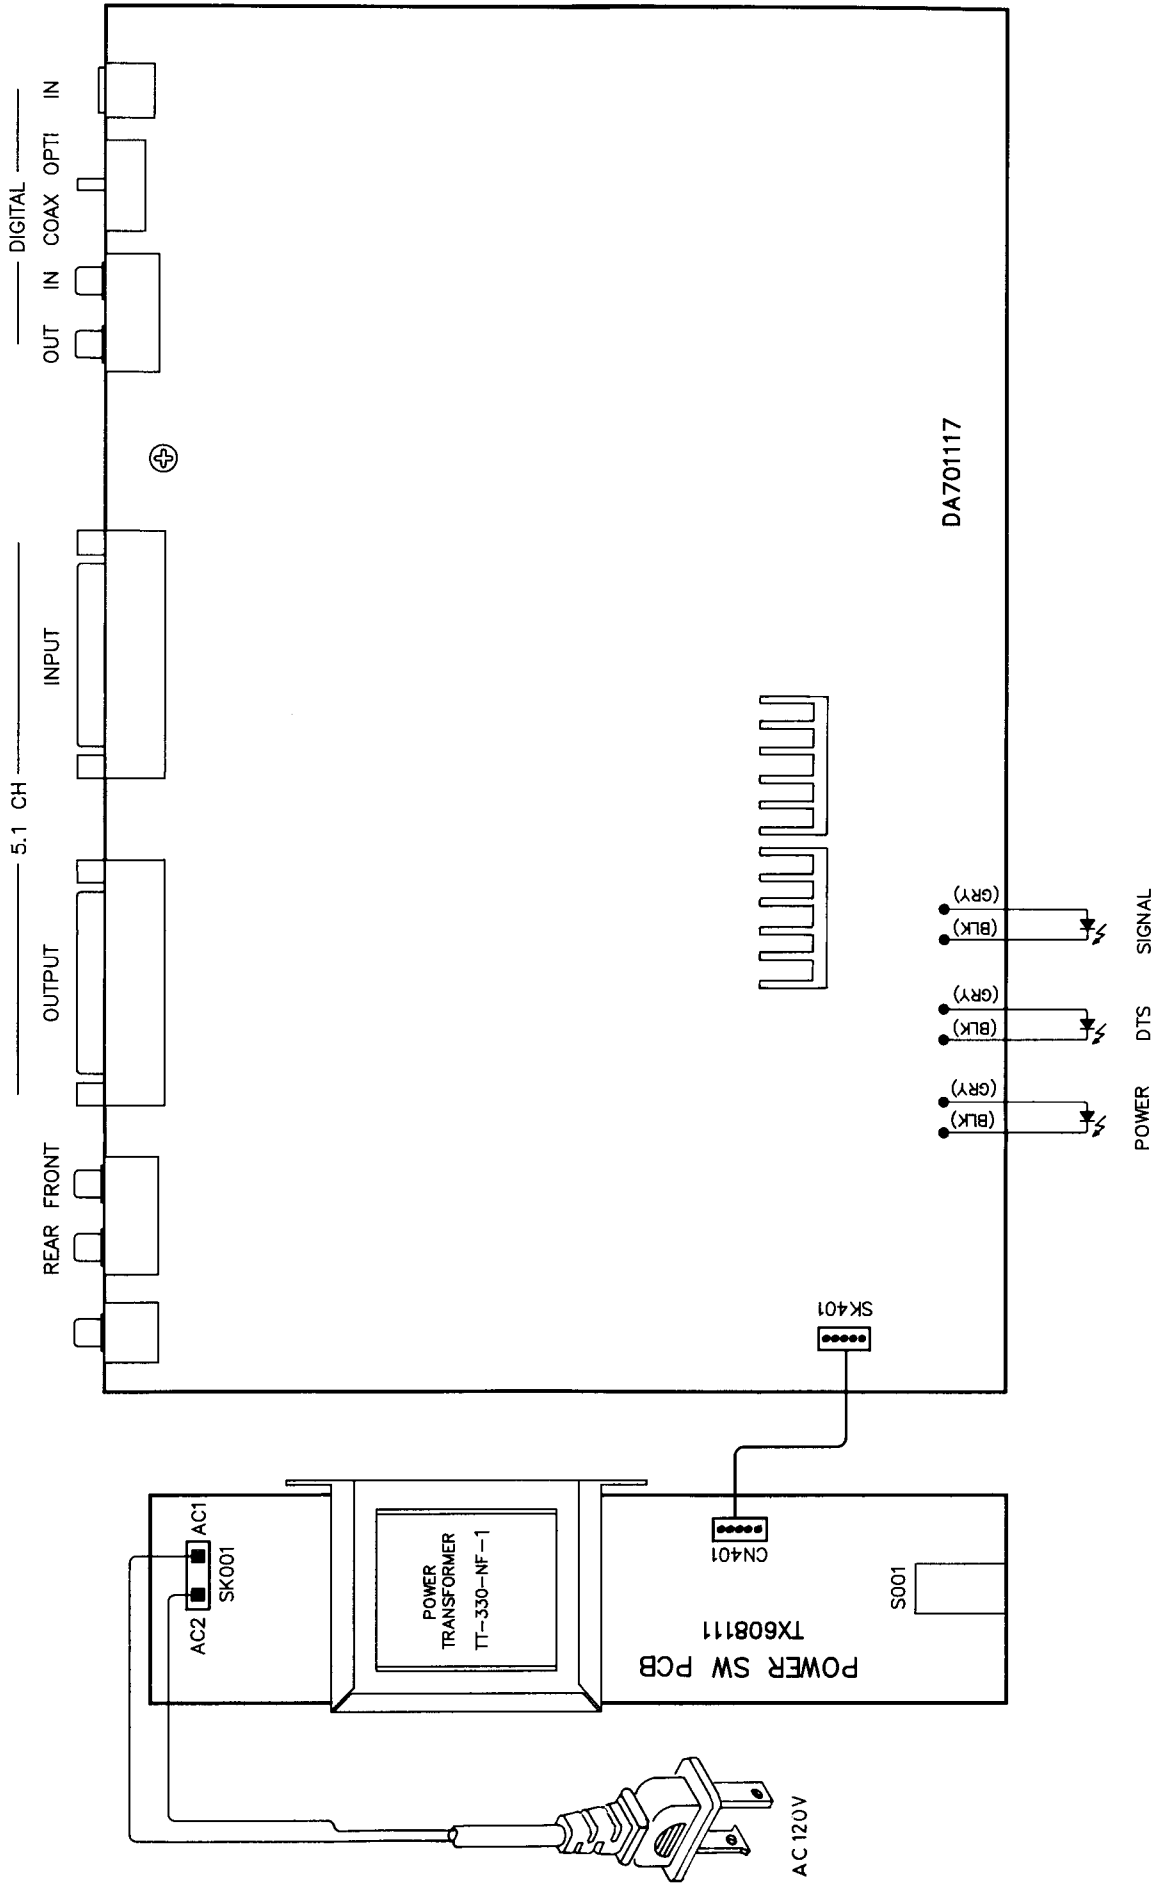 5.1 CH
DIGITAL
REAR FRONT
OUTPUT
INPUT
OUT IN
COAX OPTI IN
AC2
AC1
SK001
POWER
TRANSFORMER
TT-330-NF-1
POWER SW PCB
TX608111
CN401
S001
SK401
AC 120V
DA701117
(BLK)
(GRY)
(BLK)
(GRY)
(BLK)
(GRY)
POWER
DTS
SIGNAL